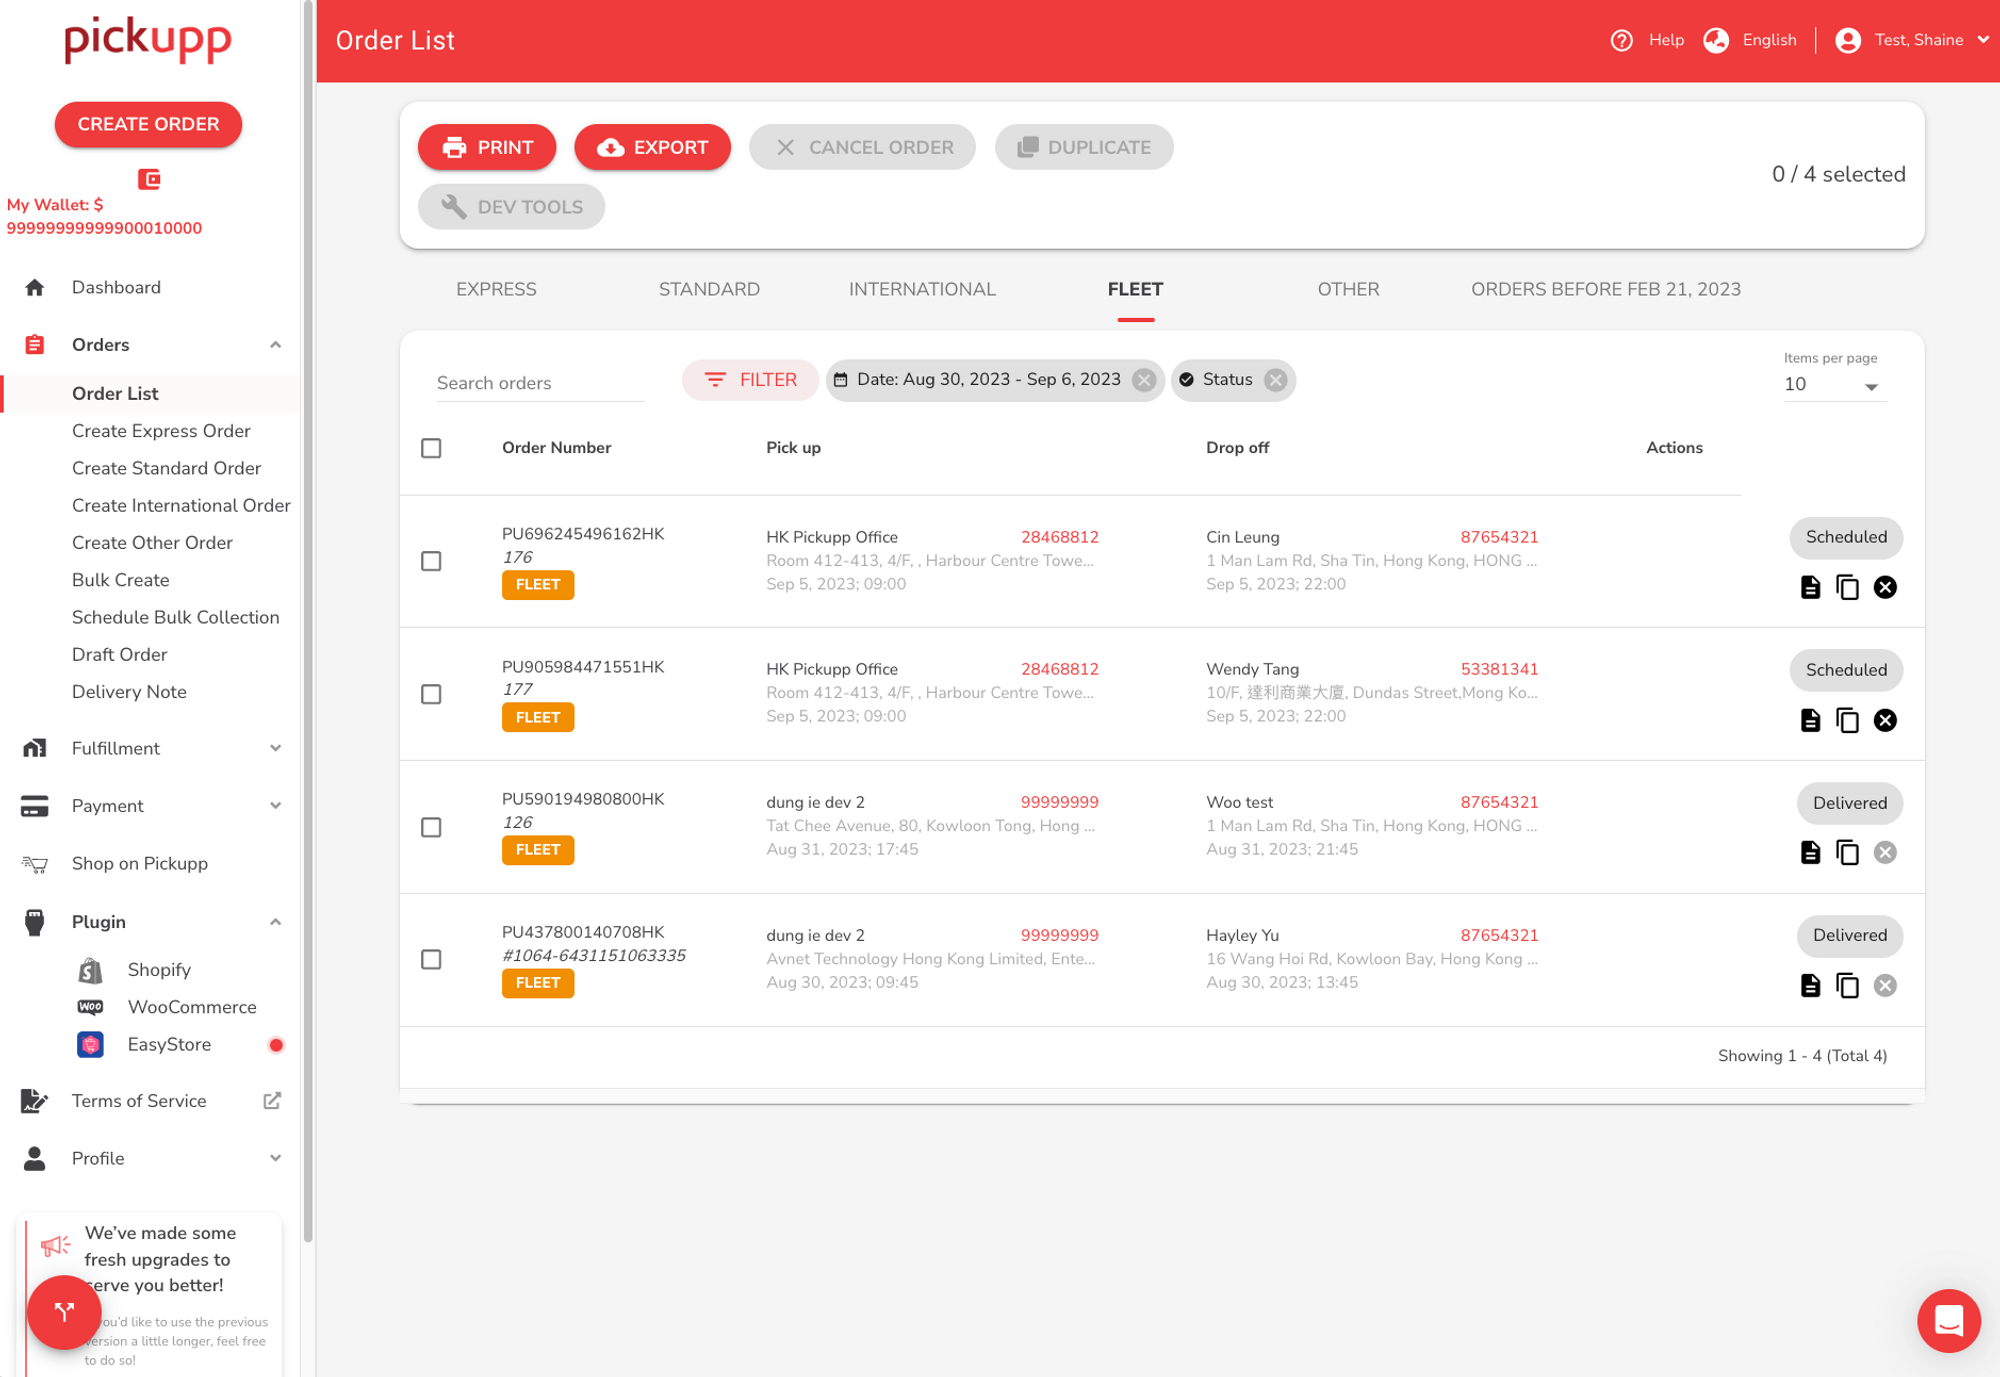 pickupp
CREATE ORDER
My Wallet: $
99999999999900010000
Dashboard
Orders
Order List
Create Express Order
Create Standard Order
Create International Order
Create Other Order
Bulk Create
Schedule Bulk Collection
Draft Order
Delivery Note
Fulfillment
Payment
Shop on Pickupp
Plugin
Shopify
Woo WooCommerce
EasyStore
Terms of Service
Profile
We've made some
fresh upgrades to
serve you better!
you'd like to use the previous
version a little longer, feel free
to do so!
Order List
Help English Test, Shaine
PRINT EXPORT CANCEL ORDER DUPLICATE
DEV TOOLS
0 / 4 selected
EXPRESS STANDARD INTERNATIONAL FLEET OTHER ORDERS BEFORE FEB 21, 2023
Search orders FILTER Date: Aug 30, 2023 - Sep 6, 2023 Status
Items per page
10
Order Number Pick up Drop off Actions
PU696245496162HK
176
FLEET
HK Pickupp Office 28468812
Room 412-413, 4/F, , Harbour Centre Towe...
Sep 5, 2023; 09:00
Cin Leung 87654321
1 Man Lam Rd, Sha Tin, Hong Kong, HONG ...
Sep 5, 2023; 22:00
Scheduled
PU905984471551HK
177
FLEET
HK Pickupp Office 28468812
Room 412-413, 4/F, , Harbour Centre Towe...
Sep 5, 2023; 09:00
Wendy Tang 53381341
10/F, 達利商業大廈, Dundas Street,Mong Ko...
Sep 5, 2023; 22:00
Scheduled
PU590194980800HK
126
FLEET
dung ie dev 2 99999999
Tat Chee Avenue, 80, Kowloon Tong, Hong ...
Aug 31, 2023; 17:45
Woo test 87654321
1 Man Lam Rd, Sha Tin, Hong Kong, HONG ...
Aug 31, 2023; 21:45
Delivered
PU437800140708HK
#1064-6431151063335
FLEET
dung ie dev 2 99999999
Avnet Technology Hong Kong Limited, Ente...
Aug 30, 2023; 09:45
Hayley Yu 87654321
16 Wang Hoi Rd, Kowloon Bay, Hong Kong ...
Aug 30, 2023; 13:45
Delivered
Showing 1 - 4 (Total 4)